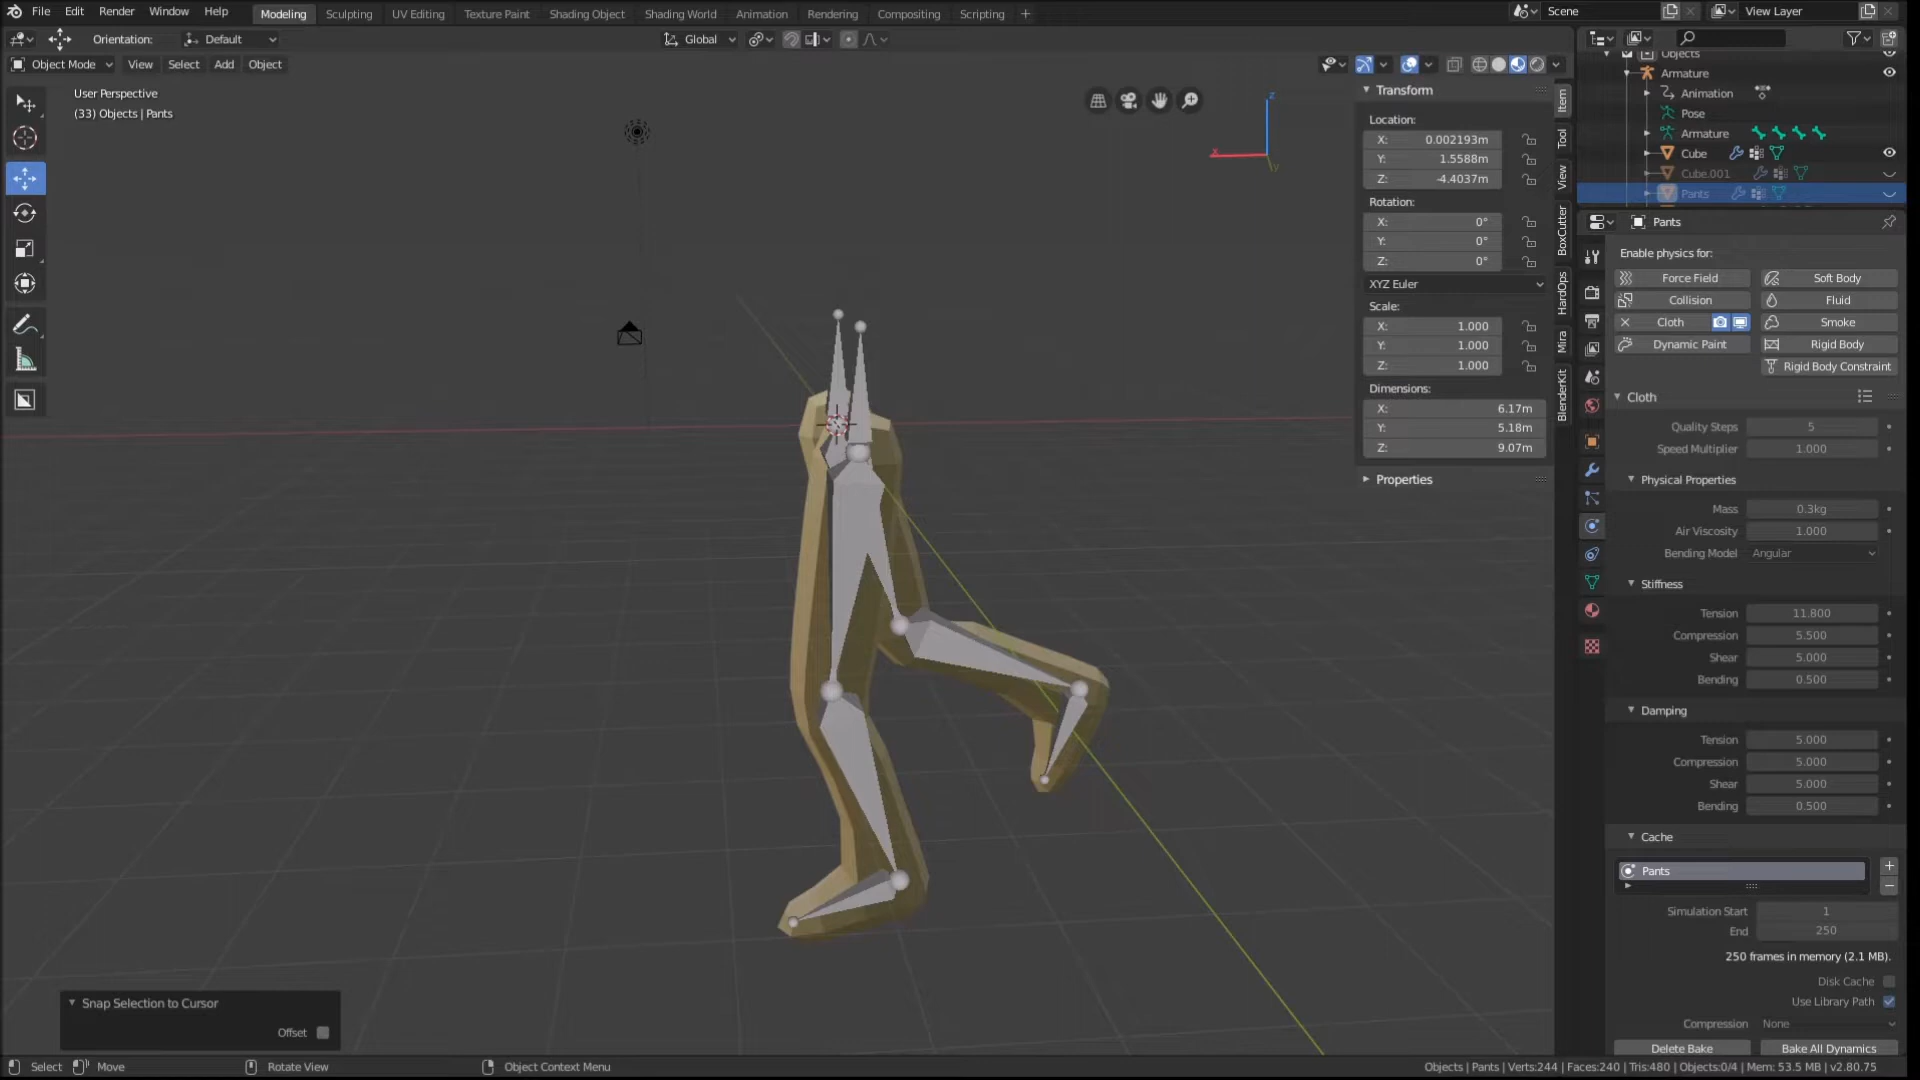 File Edit Render Window Help Modeling Sculpting UV Editing Texture Paint Shading Object Shading World Animation Rendering Compositing Scripting + Scene View Layer
Orientation: Default Global
Object Mode View Select Add Object
User Perspective
(33) Objects | Pants
Transform
Location:
X: 0.002193m
Y: 1.5588m
Z: -4.4037m
Rotation:
X: 0°
Y: 0°
Z: 0°
XYZ Euler
Scale:
X: 1.000
Y: 1.000
Z: 1.000
Dimensions:
X: 6.17m
Y: 5.18m
Z: 9.07m
Properties
Item
Tool
View
BoxCutter
HardOps
Mira
BlenderKit
x
z
y
Objects
Armature
Animation
Pose
Armature
Cube
Cube.001
Pants
Pants
Enable physics for:
Force Field Soft Body
Collision Fluid
Cloth Smoke
Dynamic Paint Rigid Body
Rigid Body Constraint
Cloth
Quality Steps 5
Speed Multiplier 1.000
Physical Properties
Mass 0.3kg
Air Viscosity 1.000
Bending Model Angular
Stiffness
Tension 11.800
Compression 5.500
Shear 5.000
Bending 0.500
Damping
Tension 5.000
Compression 5.000
Shear 5.000
Bending 0.500
Cache
Pants
Simulation Start 1
End 250
250 frames in memory (2.1 MB).
Disk Cache
Use Library Path
Compression None
Delete Bake Bake All Dynamics
Snap Selection to Cursor
Offset
Select Move Rotate View Object Context Menu Objects | Pants | Verts:244 | Faces:240 | Tris:480 | Objects:0/4 | Mem: 53.5 MB | v2.80.75